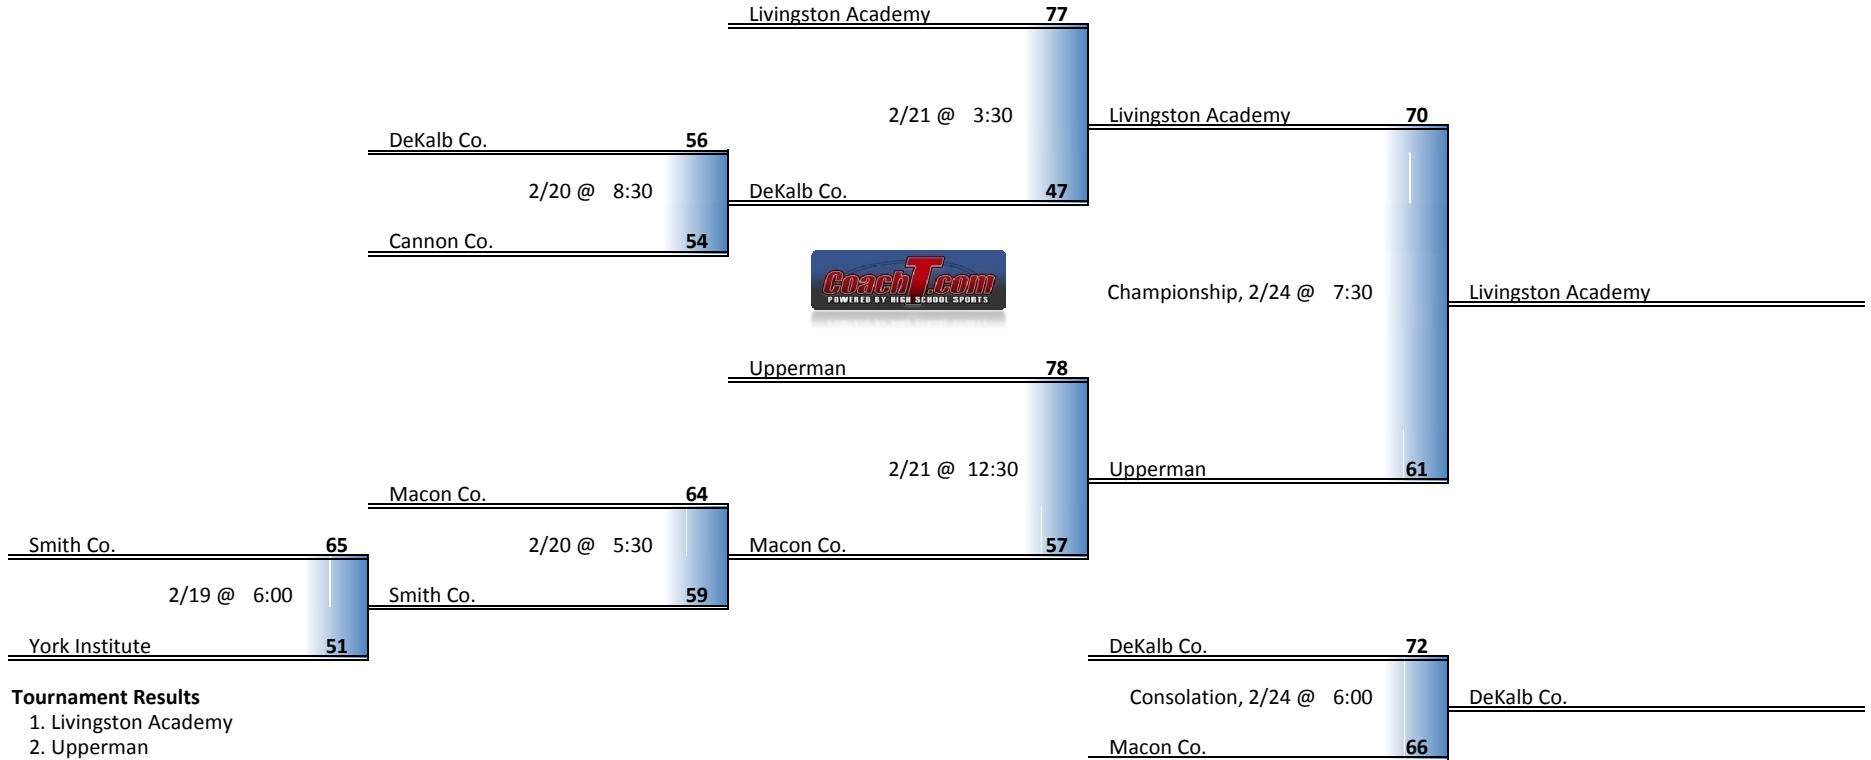 Livingston Academy 77
2/21 @ 3:30
Livingston Academy 70
DeKalb Co. 56
2/20 @ 8:30
DeKalb Co. 47
Cannon Co. 54
CoachT.com
POWERED BY HIGH SCHOOL SPORTS
Championship, 2/24 @ 7:30
Livingston Academy
Upperman 78
2/21 @ 12:30
Upperman 61
Macon Co. 64
Smith Co. 65
2/20 @ 5:30
Macon Co. 57
2/19 @ 6:00
Smith Co. 59
York Institute 51
DeKalb Co. 72
Tournament Results
Consolation, 2/24 @ 6:00
DeKalb Co.
1. Livingston Academy
2. Upperman
Macon Co. 66